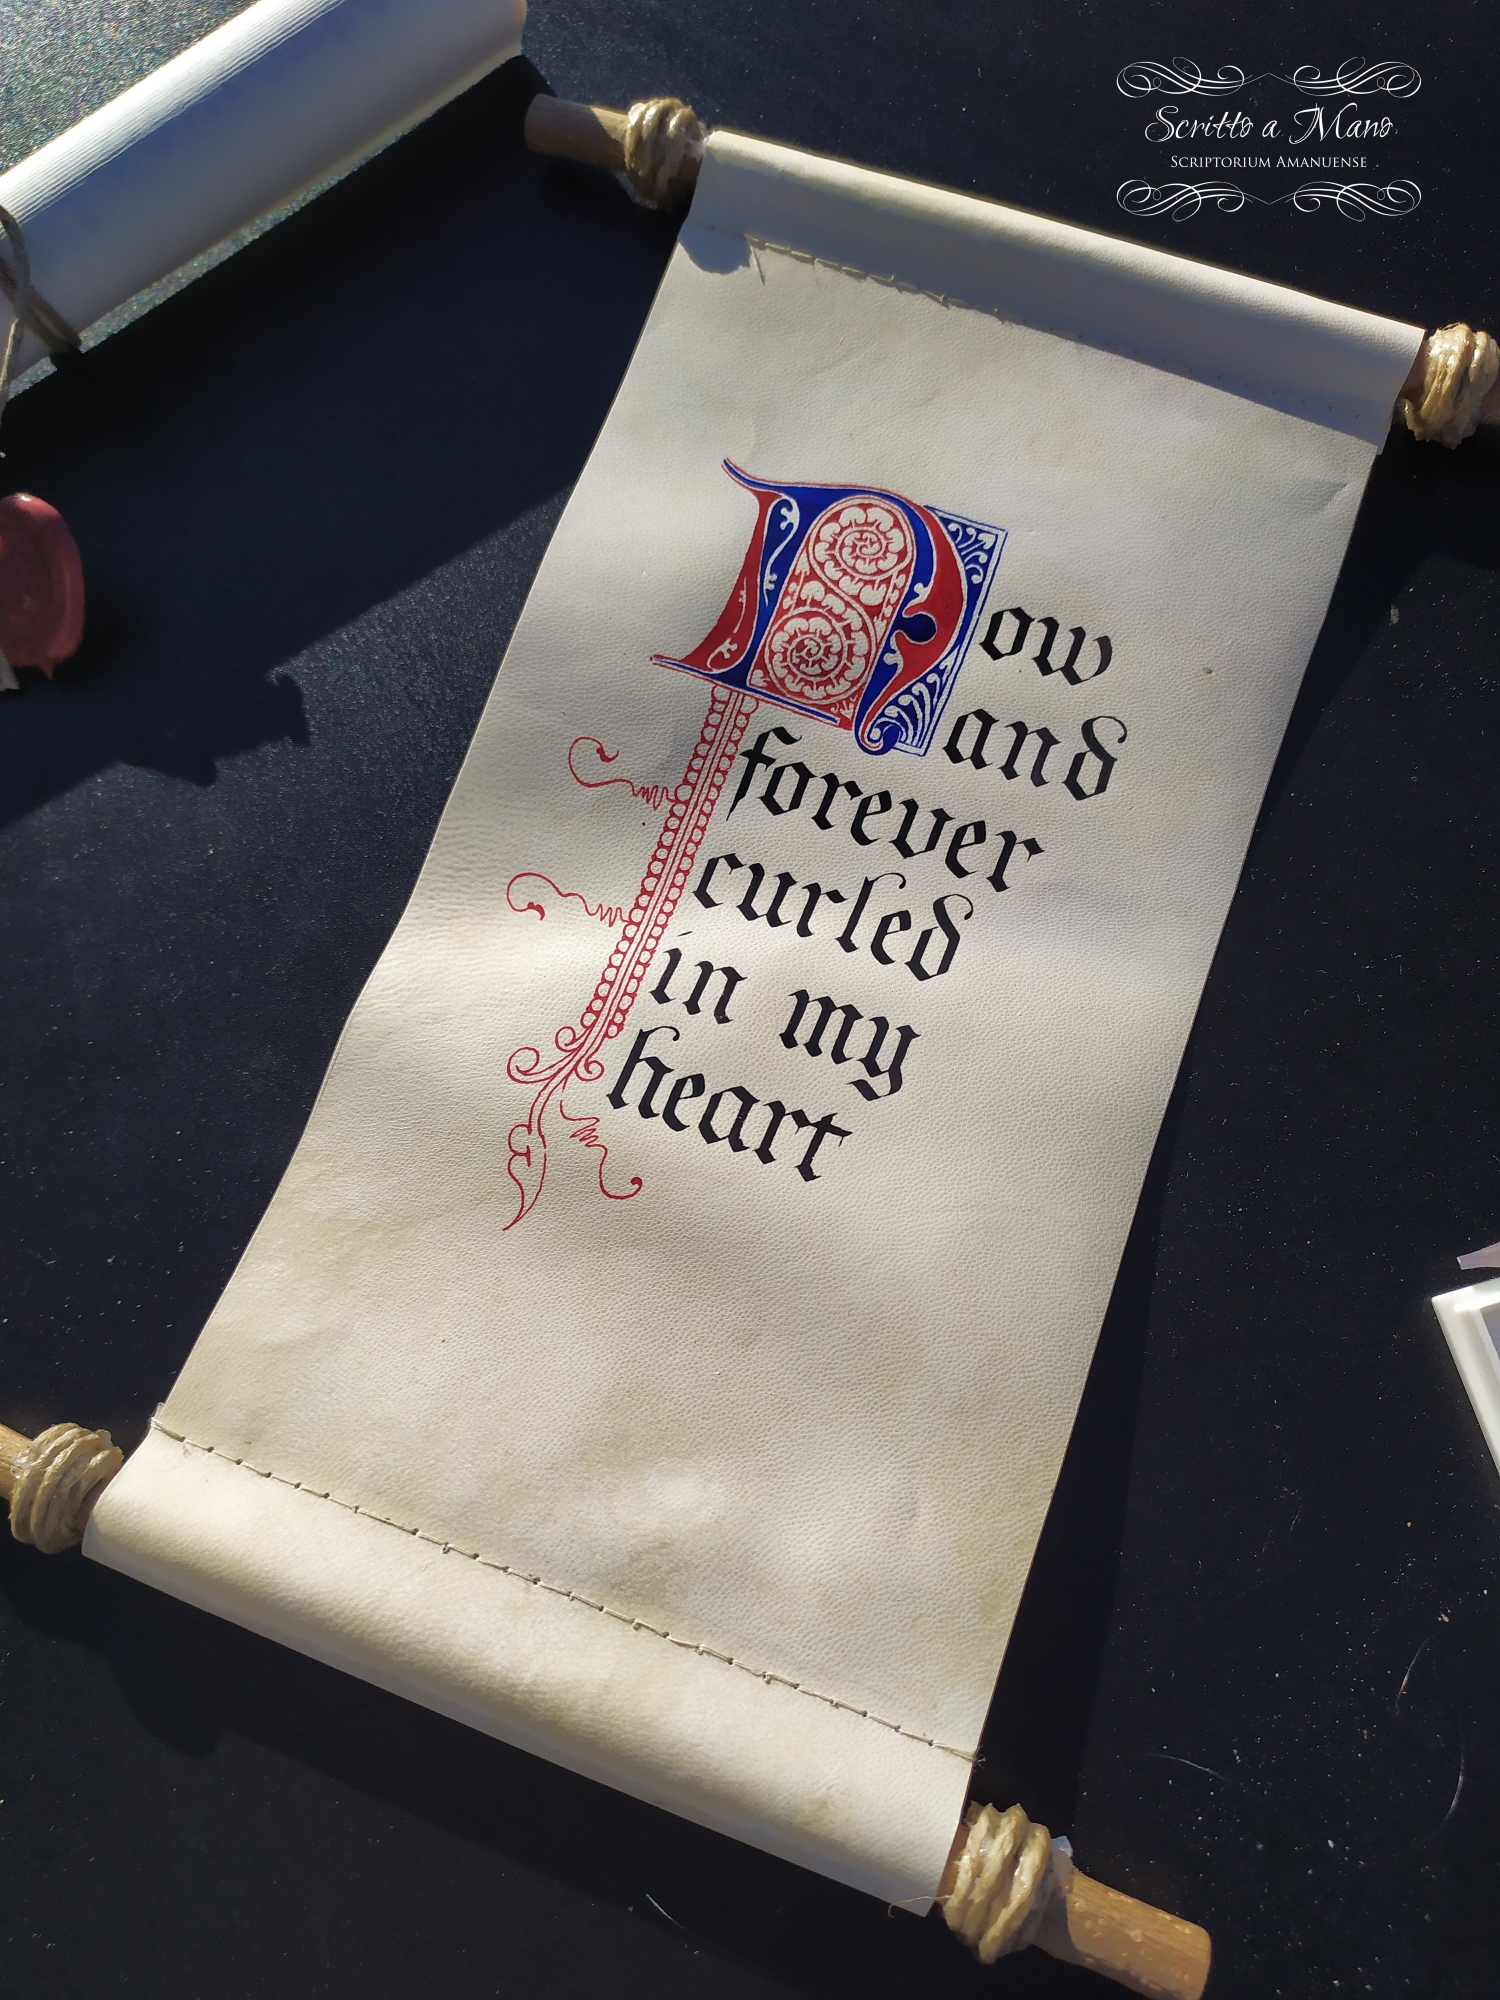 Scritto a Mano
Scriptorium Amanuense
Now
and
forever
curled
in my
heart